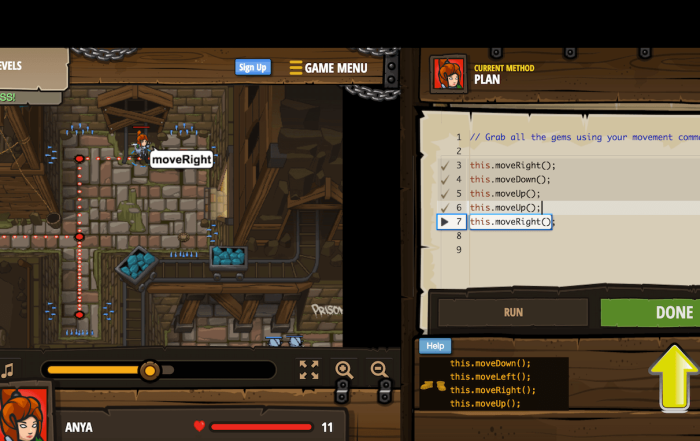 EVELS
Sign Up
GAME MENU
SS!
moveRight
PRISO
ANYA
11
CURRENT METHOD
PLAN
1 // Grab all the gems using your movement comm
2
3 this.moveRight();
4 this.moveDown();
5 this.moveUp();
6 this.moveUp();
7 this.moveRight();
8
9
RUN
DONE
Help
this.moveDown();
this.moveLeft();
this.moveRight();
this.moveUp();